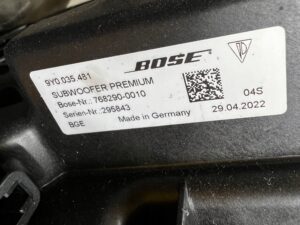 BOSE
9Y0.035.481
SUBWOOFER PREMIUM
Bose-Nr.: 768290-0010
Serien-Nr.: 295843
BGE Made in Germany
04S
29.04.2022